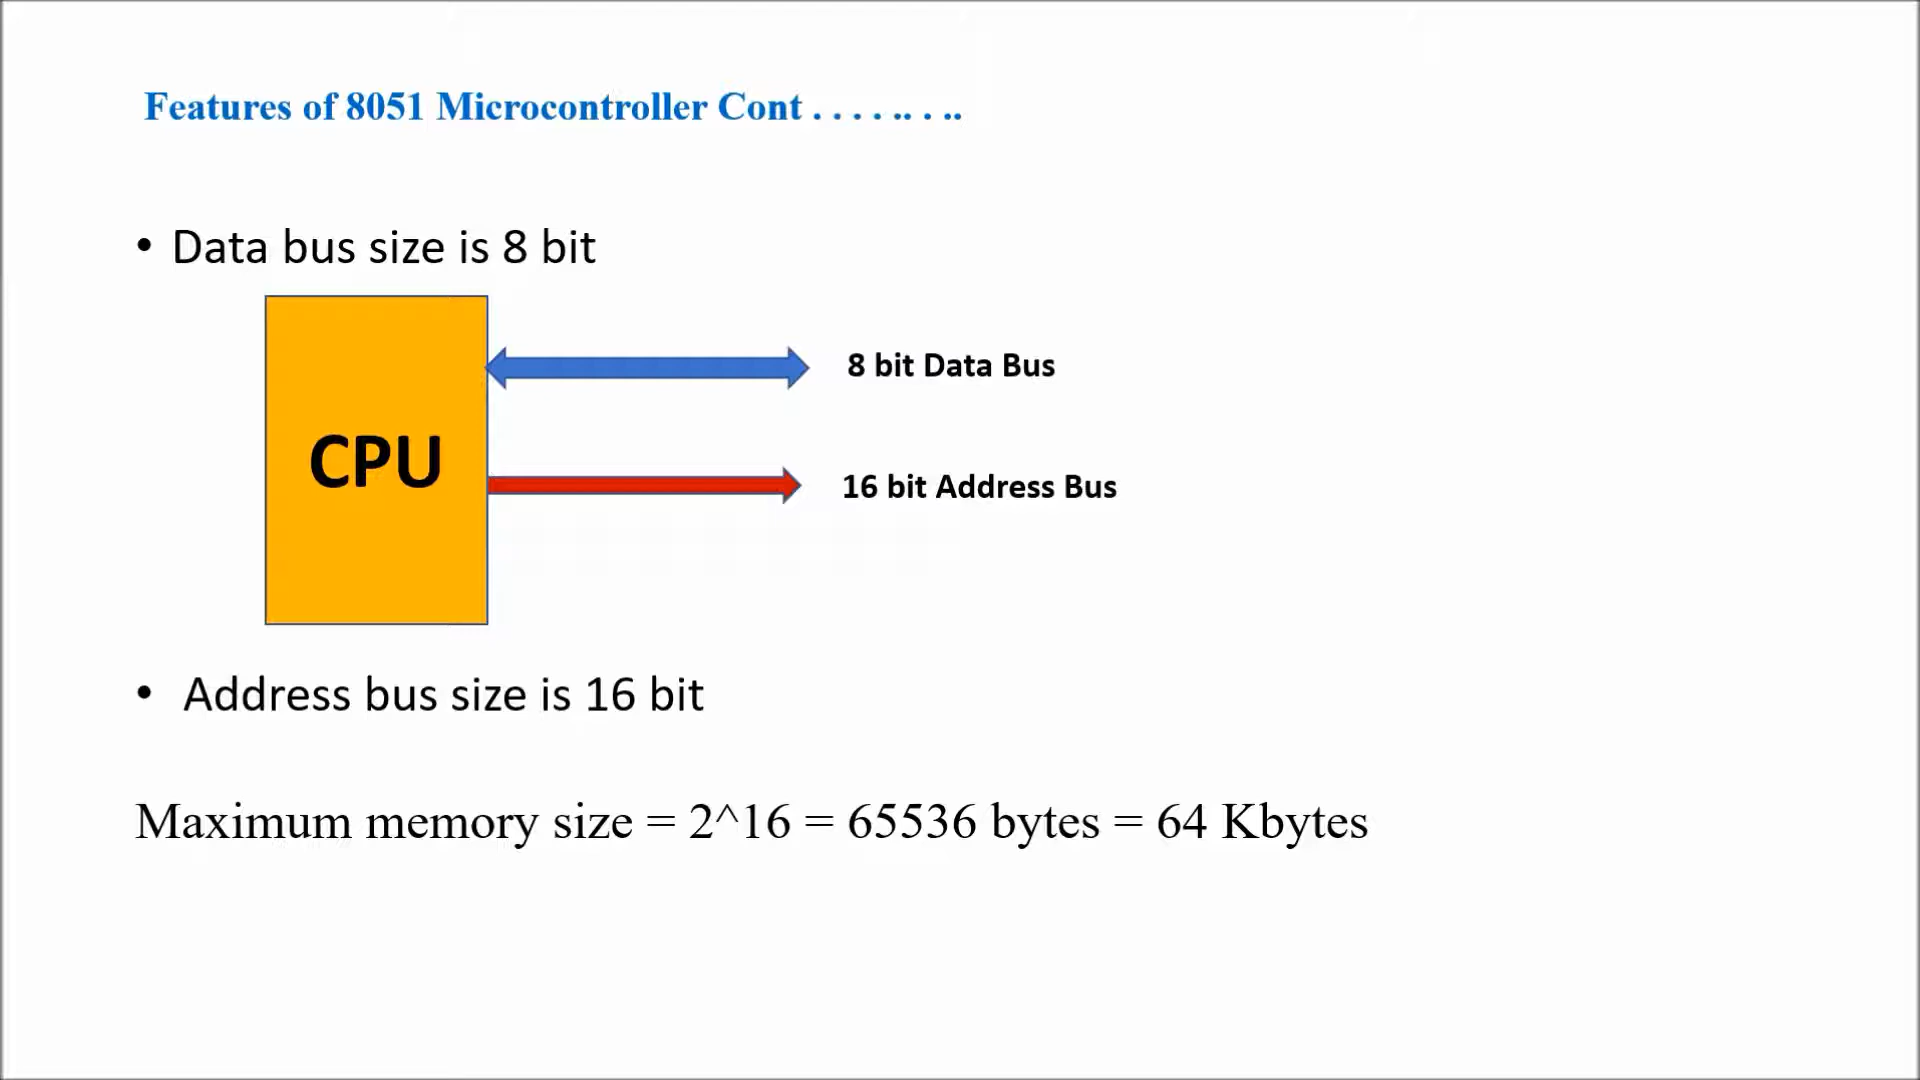 Features of 8051 Microcontroller Cont . . . . .. . ..
• Data bus size is 8 bit
8 bit Data Bus
CPU
16 bit Address Bus
• Address bus size is 16 bit
Maximum memory size = 2^16 = 65536 bytes = 64 Kbytes